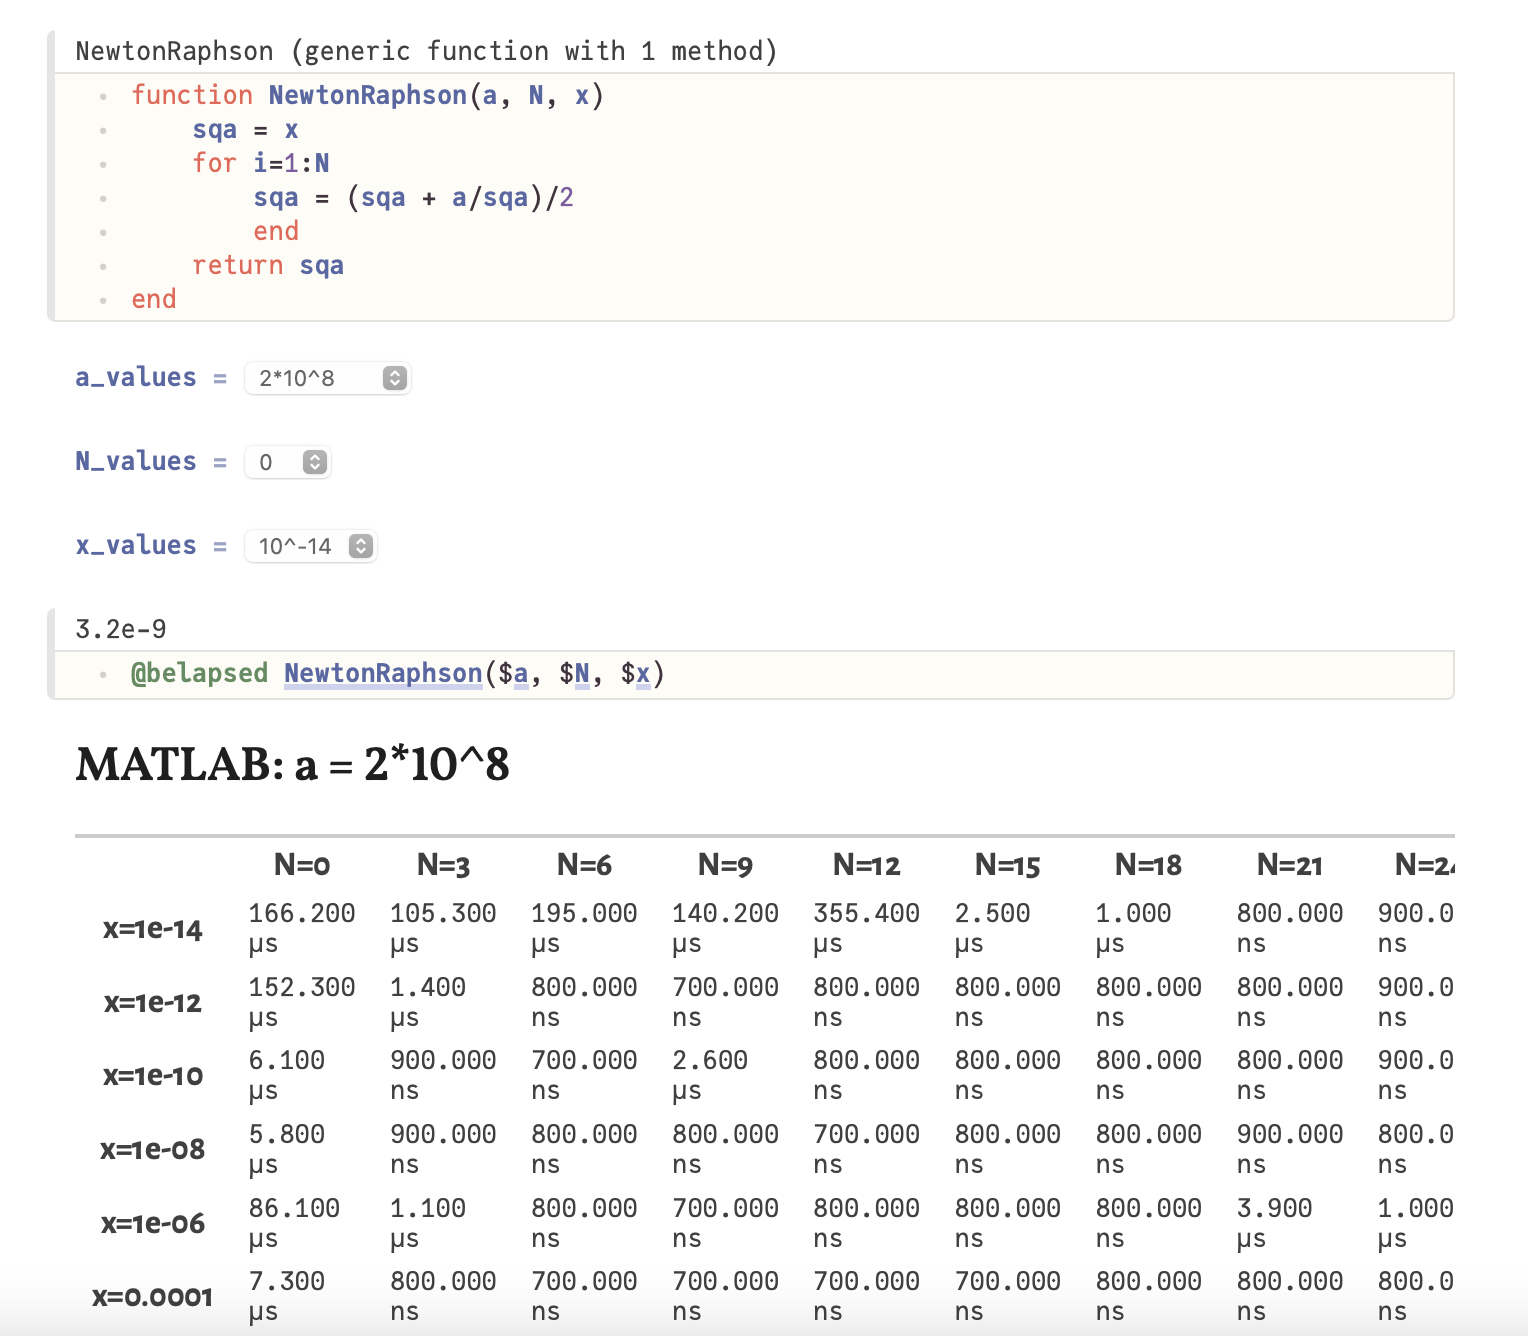 NewtonRaphson (generic function with 1 method)
function NewtonRaphson(a, N, x)
sqa = x
for i=1:N
sqa = (sqa + a/sqa)/2
end
return sqa
end
a_values = 2*10^8
N_values = 0
x_values = 10^-14
3.2e-9
@belapsed NewtonRaphson($a, $N, $x)
MATLAB: a = 2*10^8
N=0 N=3 N=6 N=9 N=12 N=15 N=18 N=21 N=24
x=1e-14 166.200 µs 105.300 µs 195.000 µs 140.200 µs 355.400 µs 2.500 µs 1.000 µs 800.000 ns 900.0 ns
x=1e-12 152.300 µs 1.400 µs 800.000 ns 700.000 ns 800.000 ns 800.000 ns 800.000 ns 800.000 ns 900.0 ns
x=1e-10 6.100 µs 900.000 ns 700.000 ns 2.600 µs 800.000 ns 800.000 ns 800.000 ns 800.000 ns 900.0 ns
x=1e-08 5.800 µs 900.000 ns 800.000 ns 800.000 ns 700.000 ns 800.000 ns 800.000 ns 900.000 ns 800.0 ns
x=1e-06 86.100 µs 1.100 µs 800.000 ns 700.000 ns 800.000 ns 800.000 ns 800.000 ns 3.900 µs 1.000 µs
x=0.0001 7.300 µs 800.000 ns 700.000 ns 700.000 ns 700.000 ns 700.000 ns 800.000 ns 800.000 ns 800.0 ns